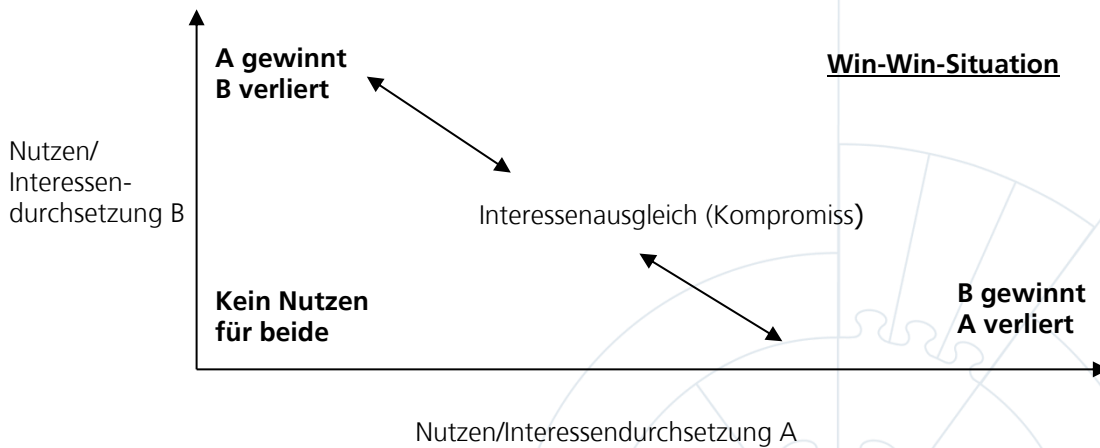 A gewinnt
B verliert
Win-Win-Situation
Nutzen/
Interessen-
durchsetzung B
Interessenausgleich (Kompromiss)
Kein Nutzen
für beide
B gewinnt
A verliert
Nutzen/Interessendurchsetzung A